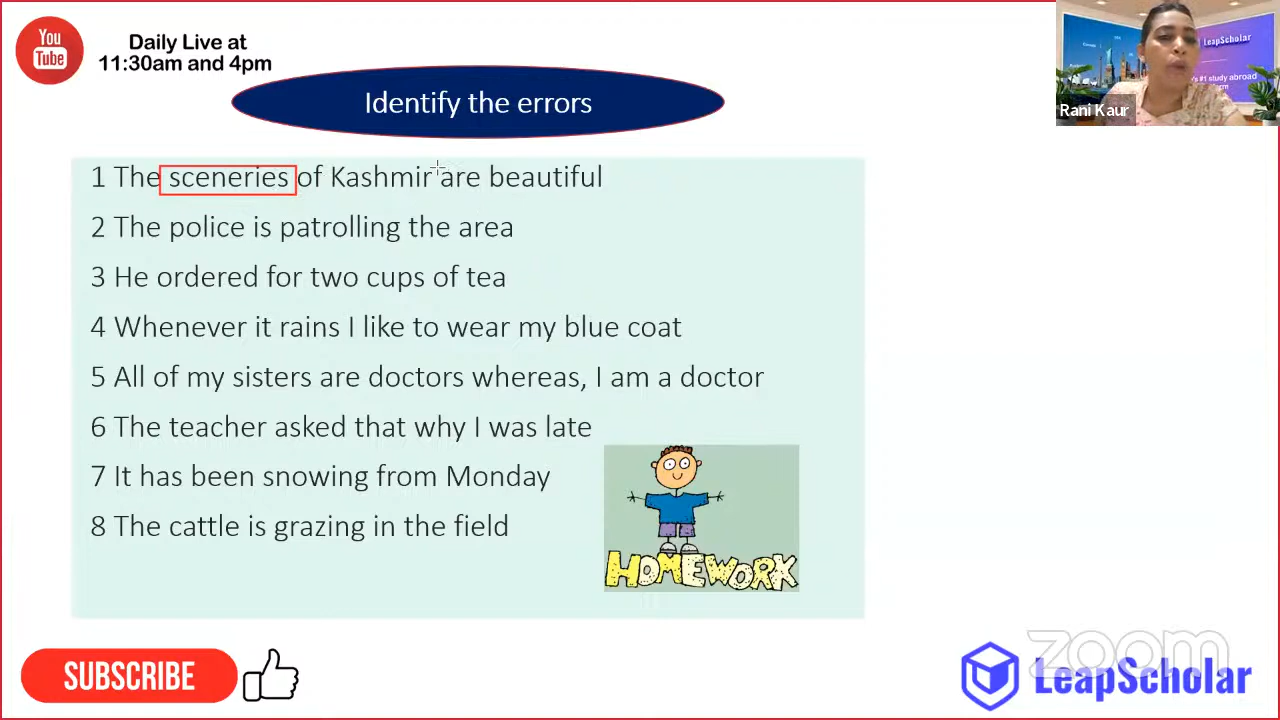 You
Tube
Daily Live at
11:30am and 4pm
Identify the errors
LeapScholar
#1 study abroad
Rani Kaur
1 The sceneries of Kashmir are beautiful
2 The police is patrolling the area
3 He ordered for two cups of tea
4 Whenever it rains I like to wear my blue coat
5 All of my sisters are doctors whereas, I am a doctor
6 The teacher asked that why I was late
7 It has been snowing from Monday
8 The cattle is grazing in the field
HOMEWORK
SUBSCRIBE
zoom
LeapScholar